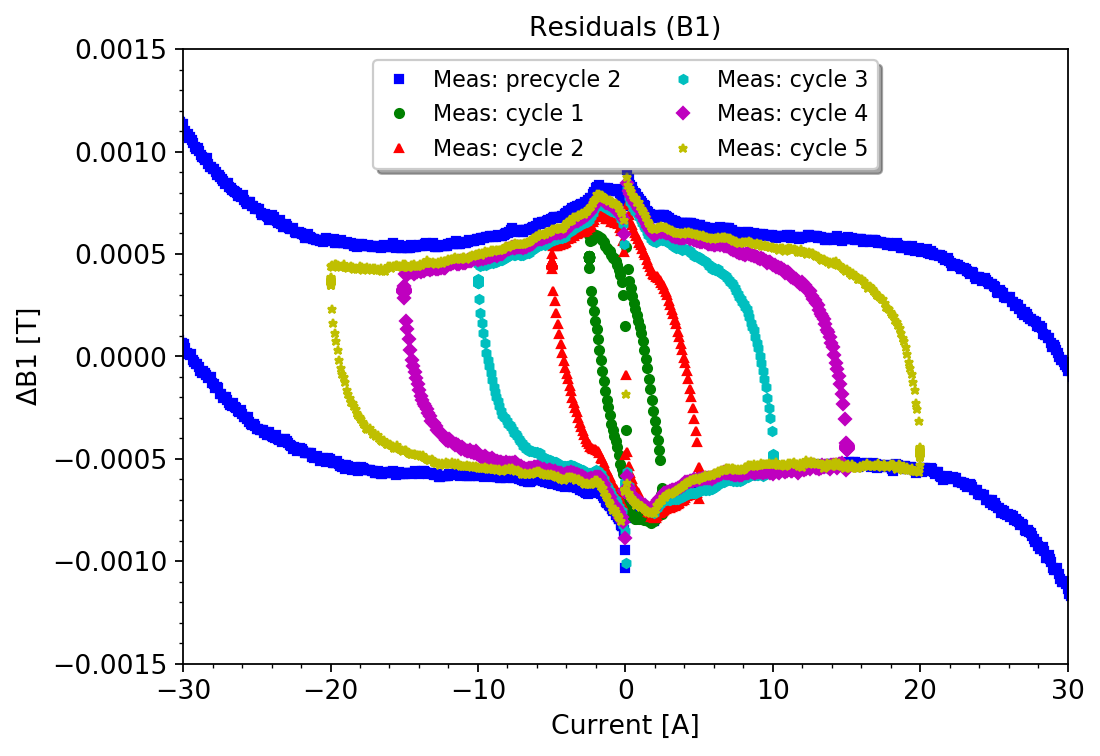 Residuals (B1)
0.0015
0.0010
0.0005
0.0000
−0.0005
−0.0010
−0.0015
ΔB1 [T]
Meas: precycle 2
Meas: cycle 1
Meas: cycle 2
Meas: cycle 3
Meas: cycle 4
Meas: cycle 5
−30
−20
−10
0
10
20
30
Current [A]